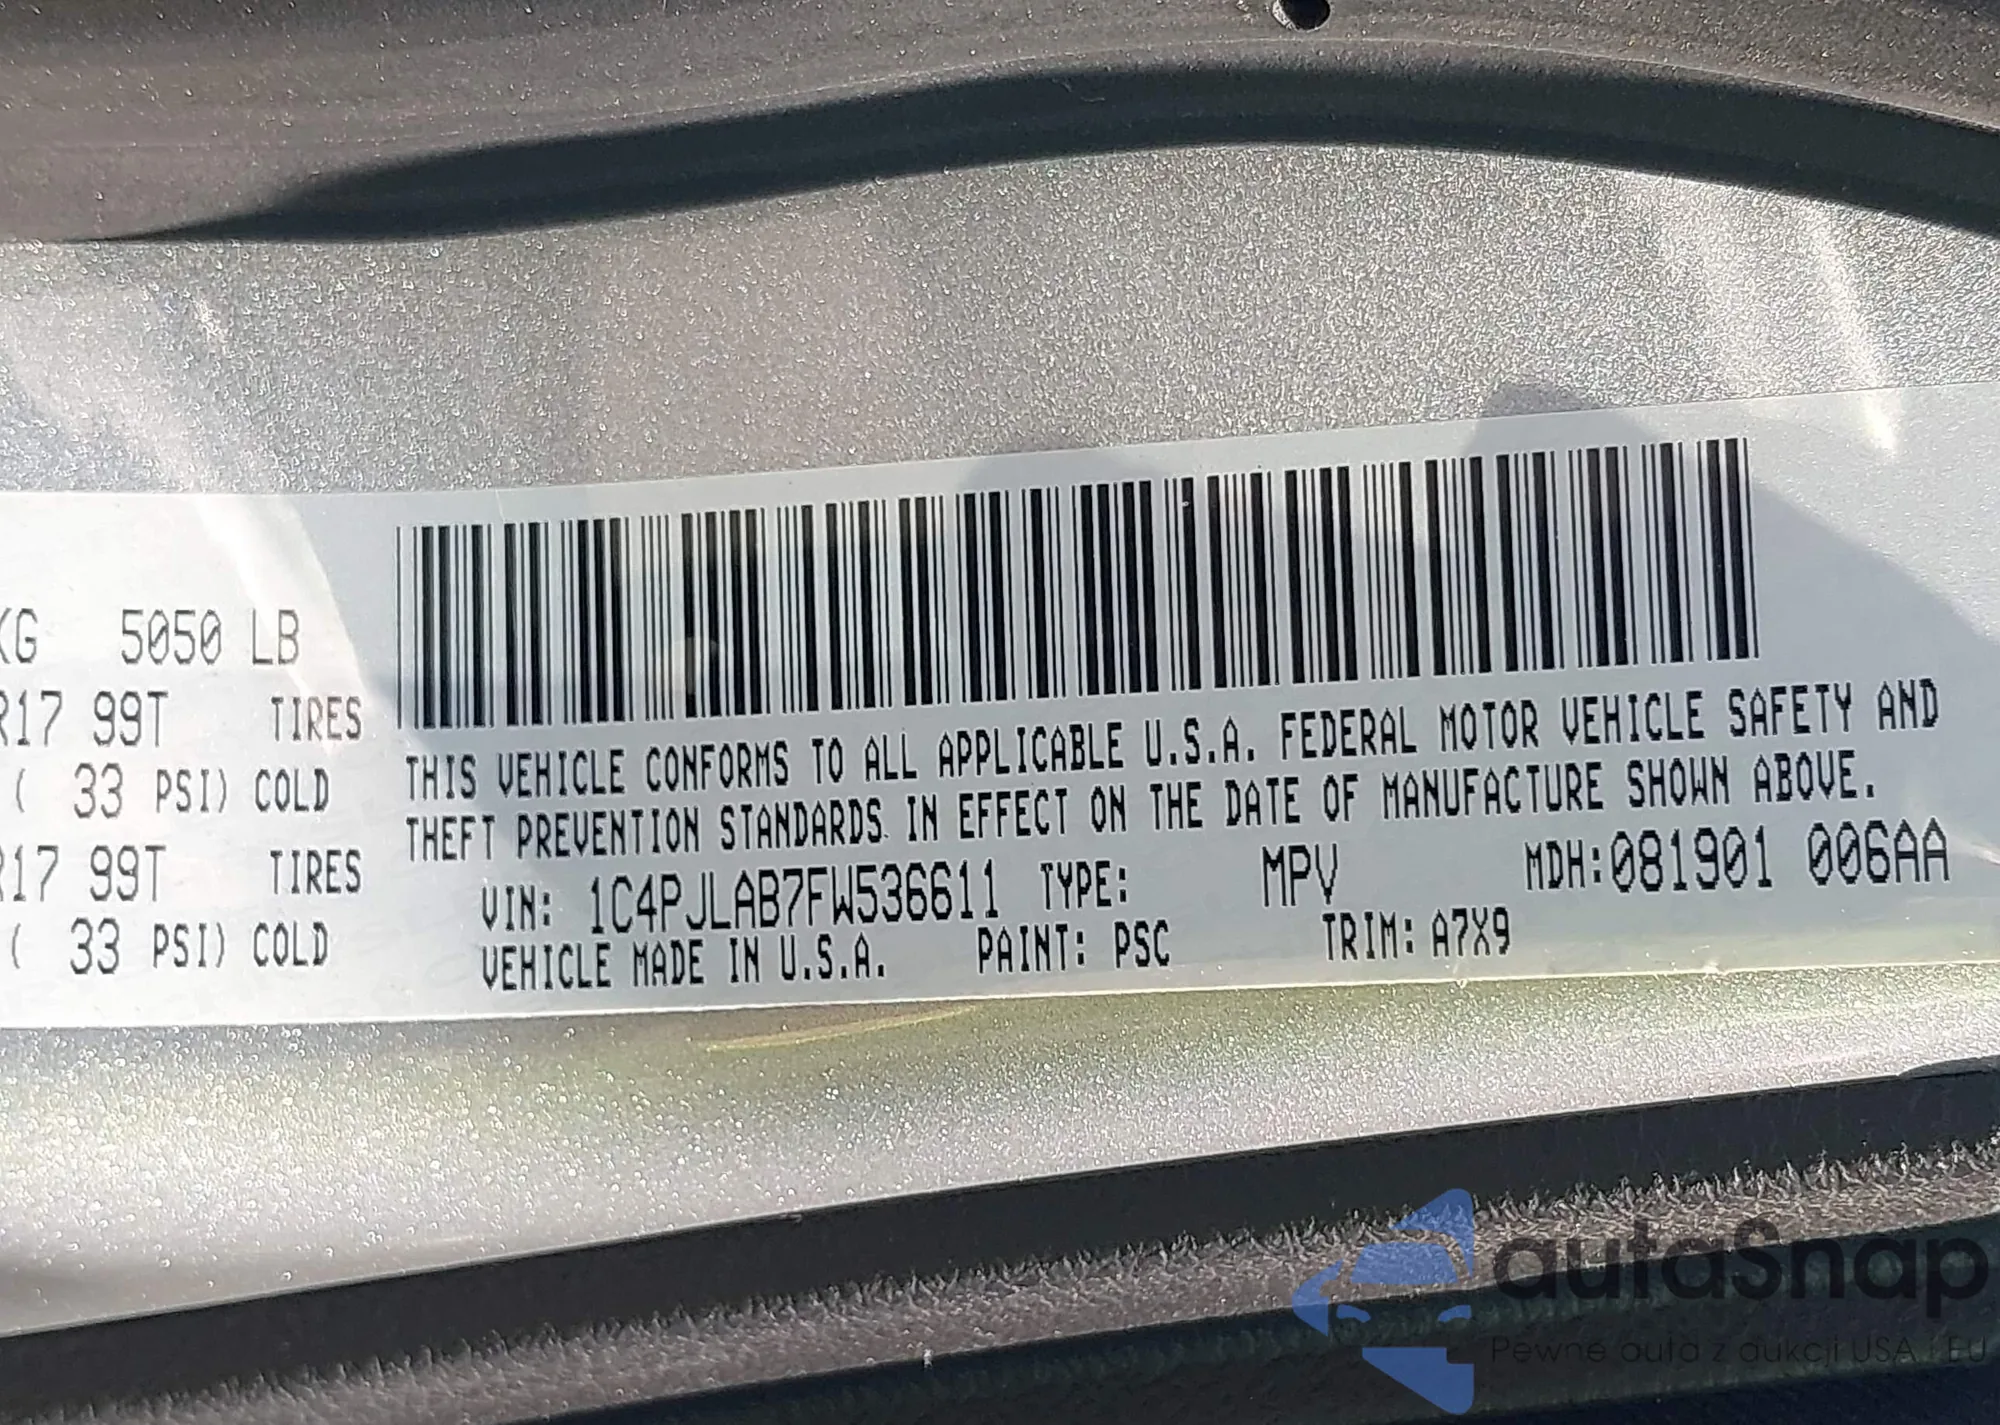 KG 5050 LB
R17 99T TIRES
( 33 PSI) COLD
R17 99T TIRES
( 33 PSI) COLD
THIS VEHICLE CONFORMS TO ALL APPLICABLE U.S.A. FEDERAL MOTOR VEHICLE SAFETY AND
THEFT PREVENTION STANDARDS IN EFFECT ON THE DATE OF MANUFACTURE SHOWN ABOVE.
VIN: 1C4PJLAB7FW536611 TYPE: MPV MDH:081901 006AA
VEHICLE MADE IN U.S.A. PAINT: PSC TRIM: A7X9
autaSnap
Pewne auta z aukcji USA i EU